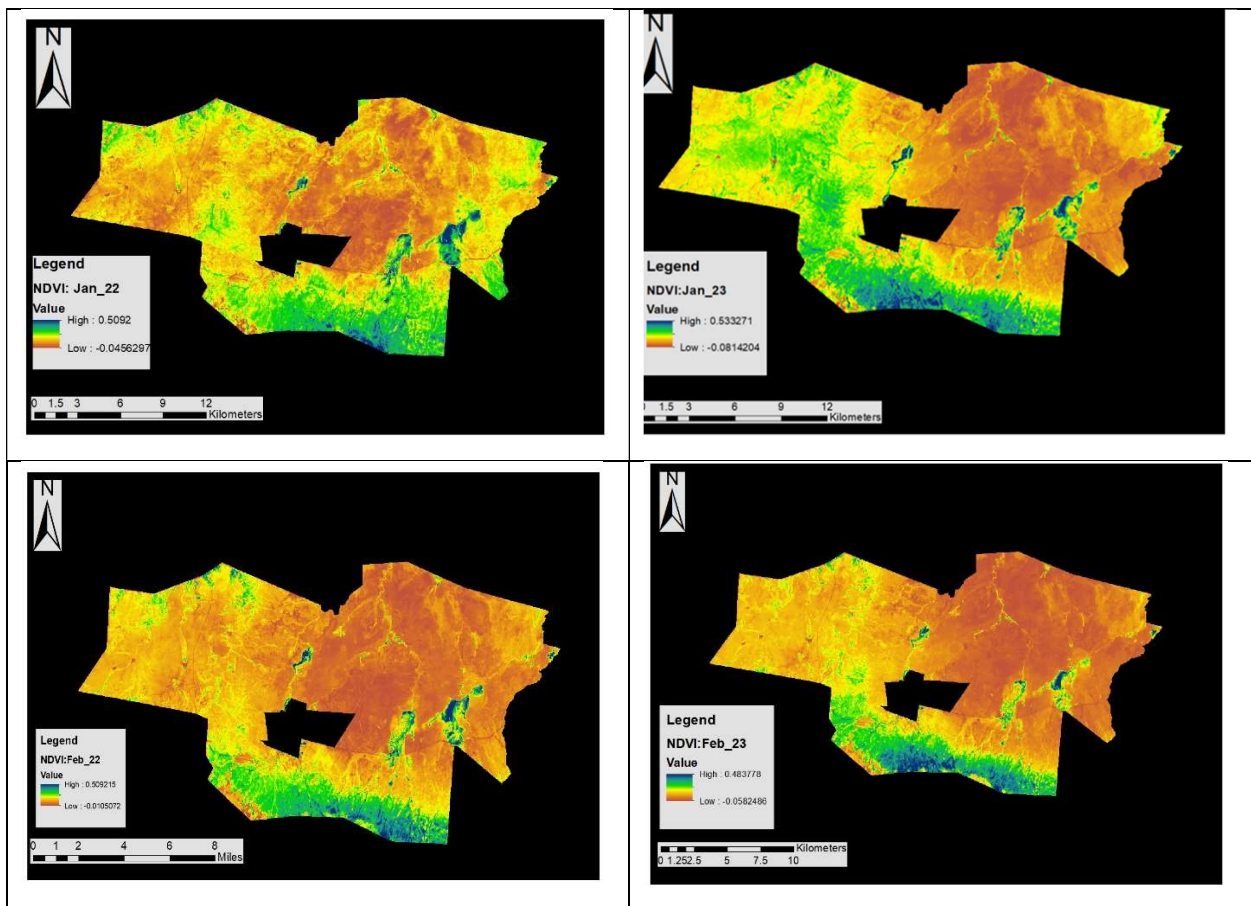 N
Legend
NDVI: Jan_22
Value
High : 0.5092
Low : -0.0456297
0 1.5 3 6 9 12
Kilometers
N
Legend
NDVI:Jan_23
Value
High : 0.533271
Low : -0.0814204
0 1.5 3 6 9 12
Kilometers
N
Legend
NDVI:Feb_22
Value
High : 0.509215
Low : -0.0105072
0 1 2 4 6 8
Miles
N
Legend
NDVI:Feb_23
Value
High : 0.483778
Low : -0.0582486
Kilometers
0 1.252.5 5 7.5 10